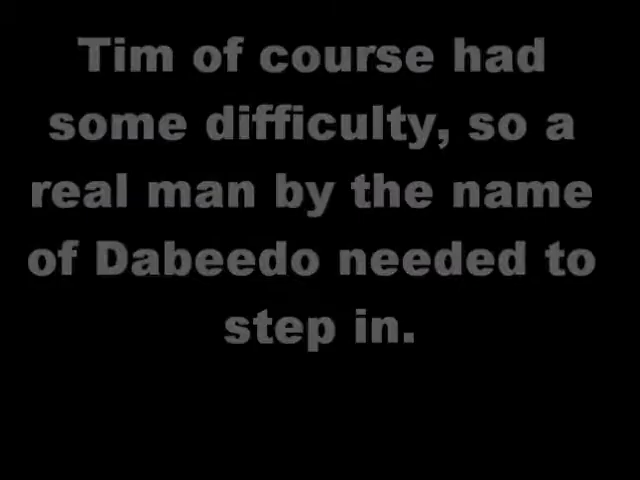 Tim of course had
some difficulty, so a
real man by the name
of Dabeedo needed to
step in.